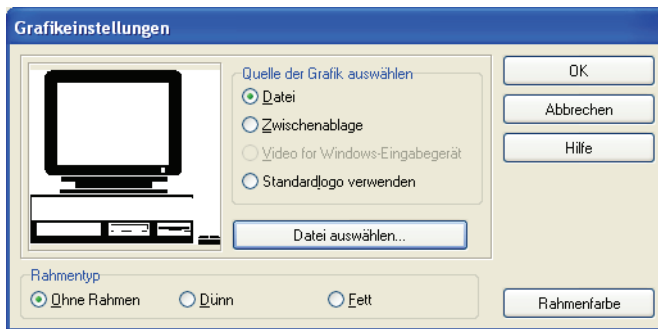 Grafikeinstellungen
Quelle der Grafik auswählen
Datei
Zwischenablage
Video for Windows-Eingabegerät
Standardlogo verwenden
Datei auswählen...
OK
Abbrechen
Hilfe
Rahmentyp
Ohne Rahmen
Dünn
Fett
Rahmenfarbe